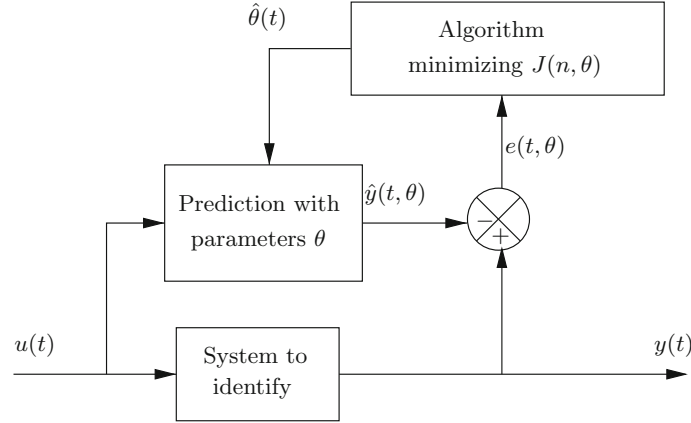 θ̂(t)
Algorithm
minimizing J(n, θ)
e(t, θ)
Prediction with
parameters θ
ŷ(t, θ)
−
+
u(t)
System to
identify
y(t)